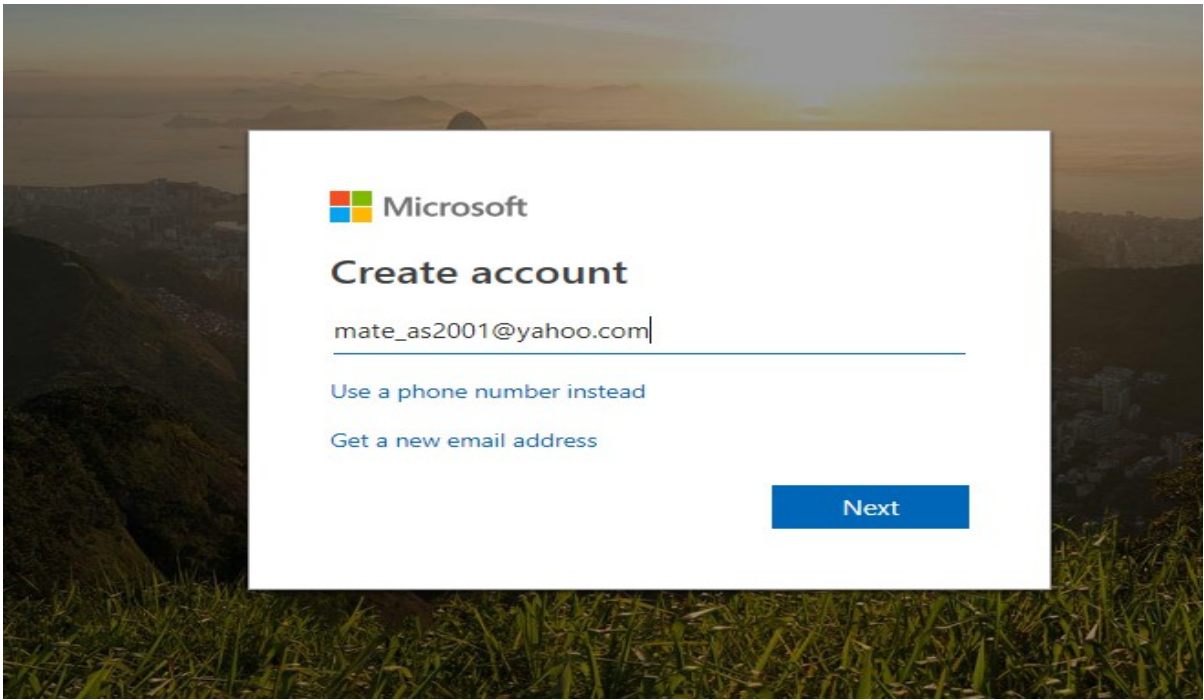 Microsoft
Create account
mate_as2001@yahoo.com
Use a phone number instead
Get a new email address
Next